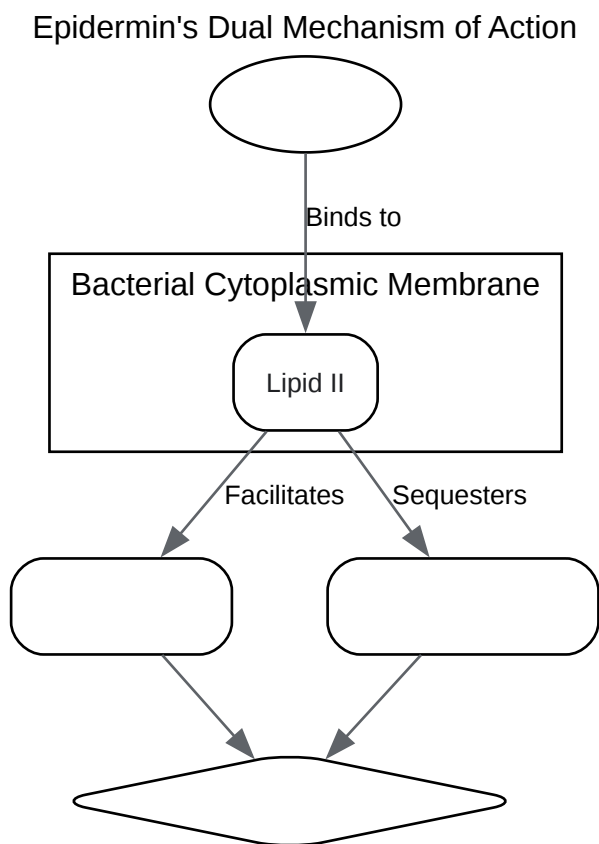 Epidermin's Dual Mechanism of Action
Binds to
Bacterial Cytoplasmic Membrane
Lipid II
Facilitates
Sequesters